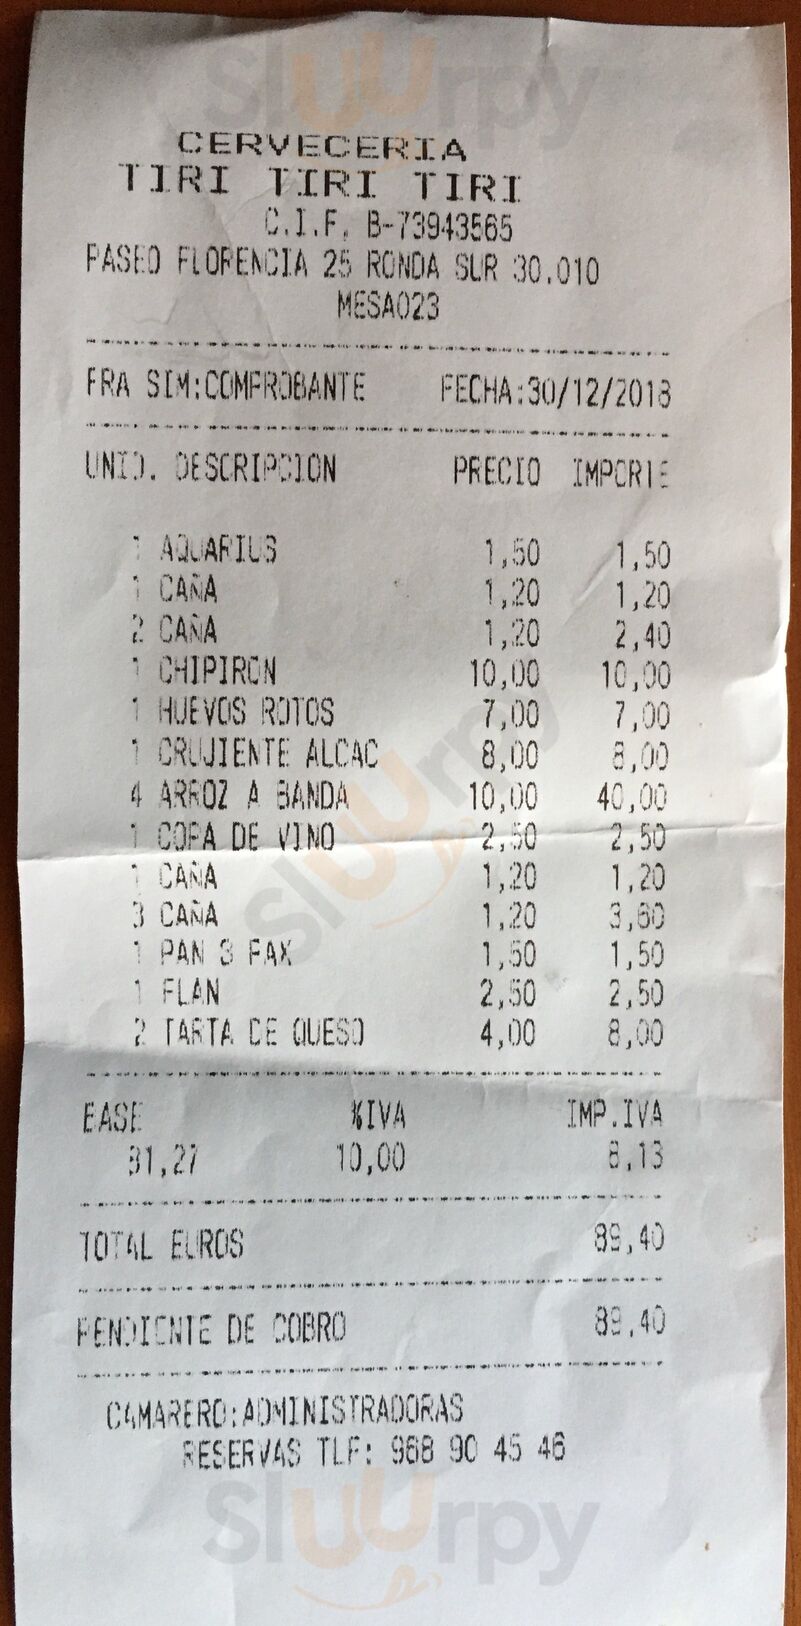 CERVECERIA
TIRI TIRI TIRI
C.I.F. B-73943565
PASEO FLORENCIA 25 RONDA SUR 30.010
MESA023
FRA SIM:COMPROBANTE FECHA:30/12/2018
UNID. DESCRIPCION PRECIO IMPORTE
1 AQUARIUS 1,50 1,50
1 CAÑA 1,20 1,20
2 CAÑA 1,20 2,40
1 CHIPIRON 10,00 10,00
1 HUEVOS ROTOS 7,00 7,00
1 CRUJIENTE ALCAC 8,00 8,00
4 ARROZ A BANDA 10,00 40,00
1 COPA DE VINO 2,50 2,50
1 CAÑA 1,20 1,20
3 CAÑA 1,20 3,60
1 PAN 3 PAX 1,50 1,50
1 FLAN 2,50 2,50
2 TARTA DE QUESO 4,00 8,00
BASE %IVA IMP.IVA
81,27 10,00 8,13
TOTAL EUROS 89,40
PENDIENTE DE COBRO 89,40
CAMARERO:ADMINISTRADORAS
RESERVAS TLF: 968 90 45 46
Sluurpy
Sluurpy
Sluurpy